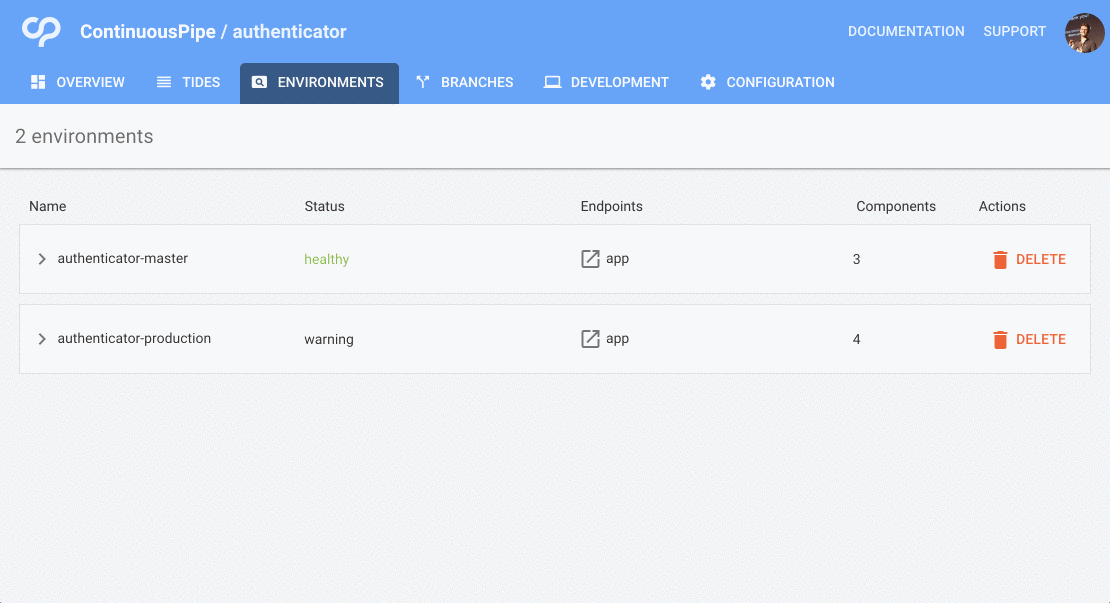 ContinuousPipe / authenticator
DOCUMENTATION SUPPORT
OVERVIEW TIDES ENVIRONMENTS BRANCHES DEVELOPMENT CONFIGURATION
2 environments
Name Status Endpoints Components Actions
authenticator-master healthy app 3 DELETE
authenticator-production warning app 4 DELETE